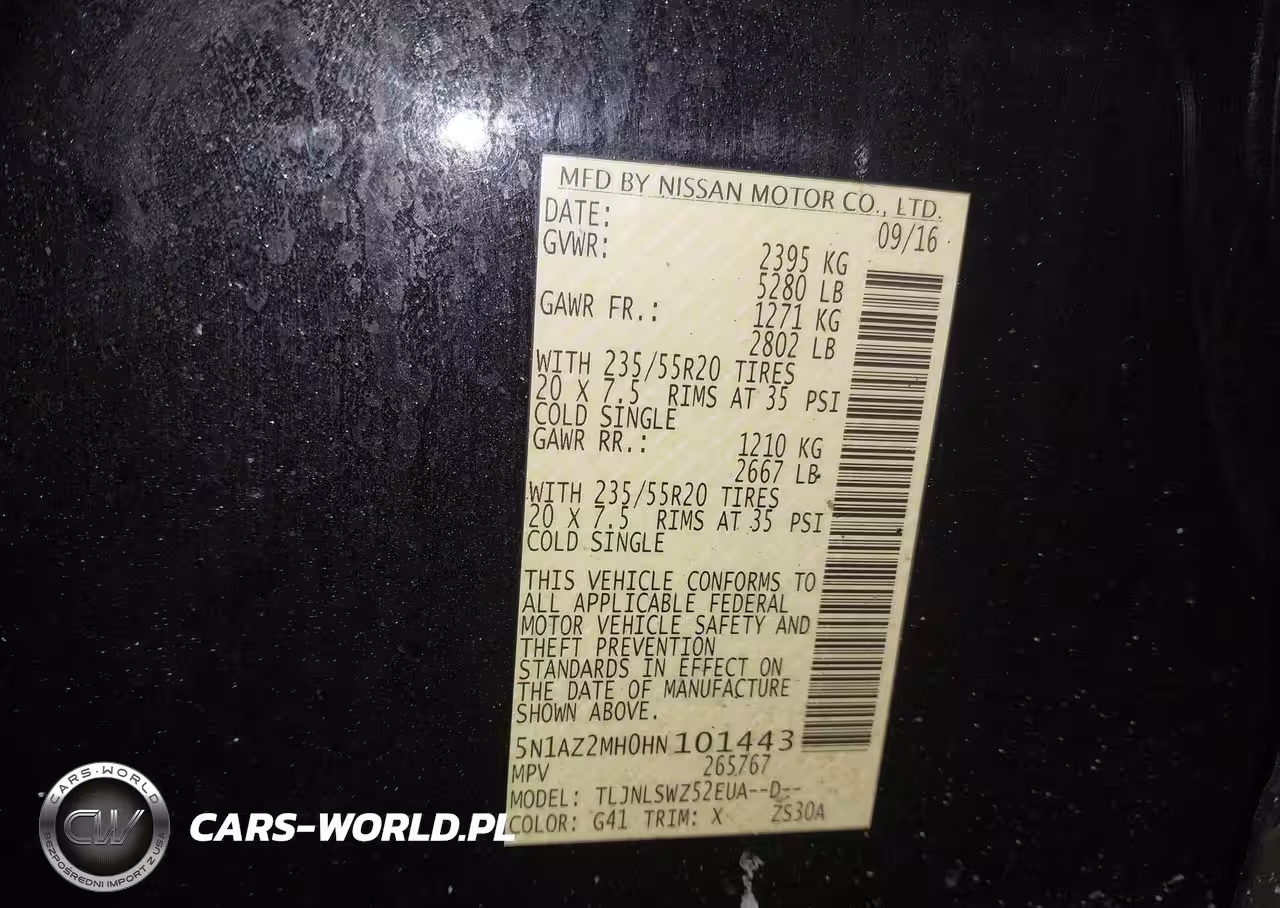 MFD BY NISSAN MOTOR CO., LTD.
DATE: 09/16
GVWR: 2395 KG
5280 LB
GAWR FR.: 1271 KG
2802 LB
WITH 235/55R20 TIRES
20 X 7.5 RIMS AT 35 PSI
COLD SINGLE
GAWR RR.: 1210 KG
2667 LB
WITH 235/55R20 TIRES
20 X 7.5 RIMS AT 35 PSI
COLD SINGLE
THIS VEHICLE CONFORMS TO
ALL APPLICABLE FEDERAL
MOTOR VEHICLE SAFETY AND
THEFT PREVENTION
STANDARDS IN EFFECT ON
THE DATE OF MANUFACTURE
SHOWN ABOVE.
5N1AZ2MH0HN101443
MPV 265767
MODEL: TLJNLSWZ52EUA--D--
COLOR: G41 TRIM: X ZS30A
CARS-WORLD
CW
BEZPOŚREDNI IMPORT Z USA
CARS-WORLD.PL